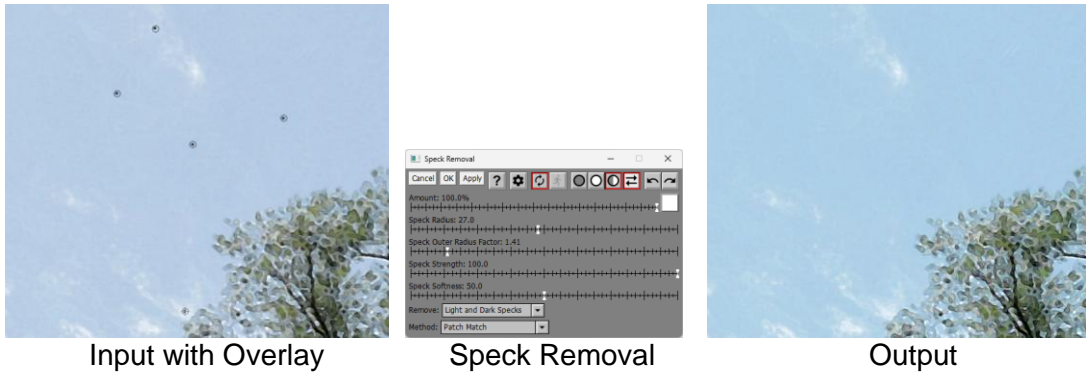 Speck Removal
Cancel OK Apply ?
Amount: 100.0%
Speck Radius: 27.0
Speck Outer Radius Factor: 1.41
Speck Strength: 100.0
Speck Softness: 50.0
Remove: Light and Dark Specks
Method: Patch Match
Input with Overlay Speck Removal Output